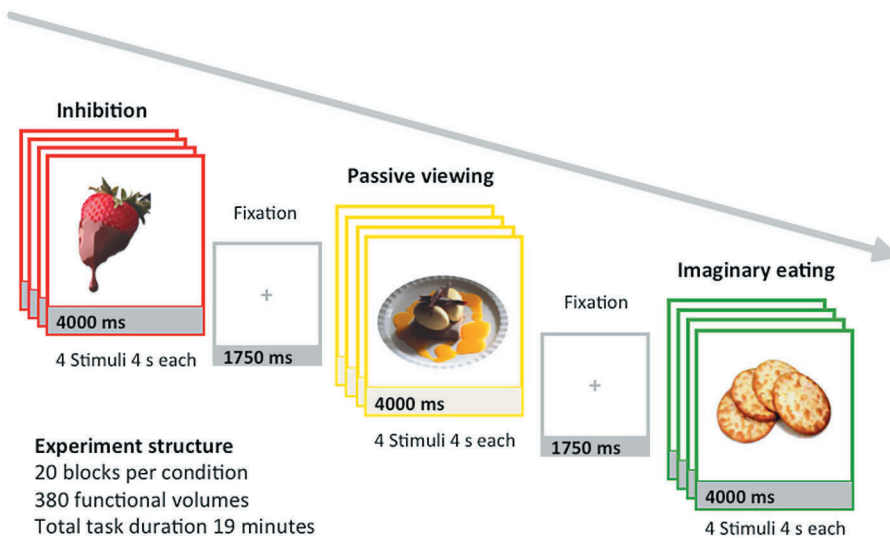 Inhibition
4000 ms
4 Stimuli 4 s each
Fixation
1750 ms
Passive viewing
4000 ms
4 Stimuli 4 s each
Fixation
1750 ms
Imaginary eating
4000 ms
4 Stimuli 4 s each
Experiment structure
20 blocks per condition
380 functional volumes
Total task duration 19 minutes